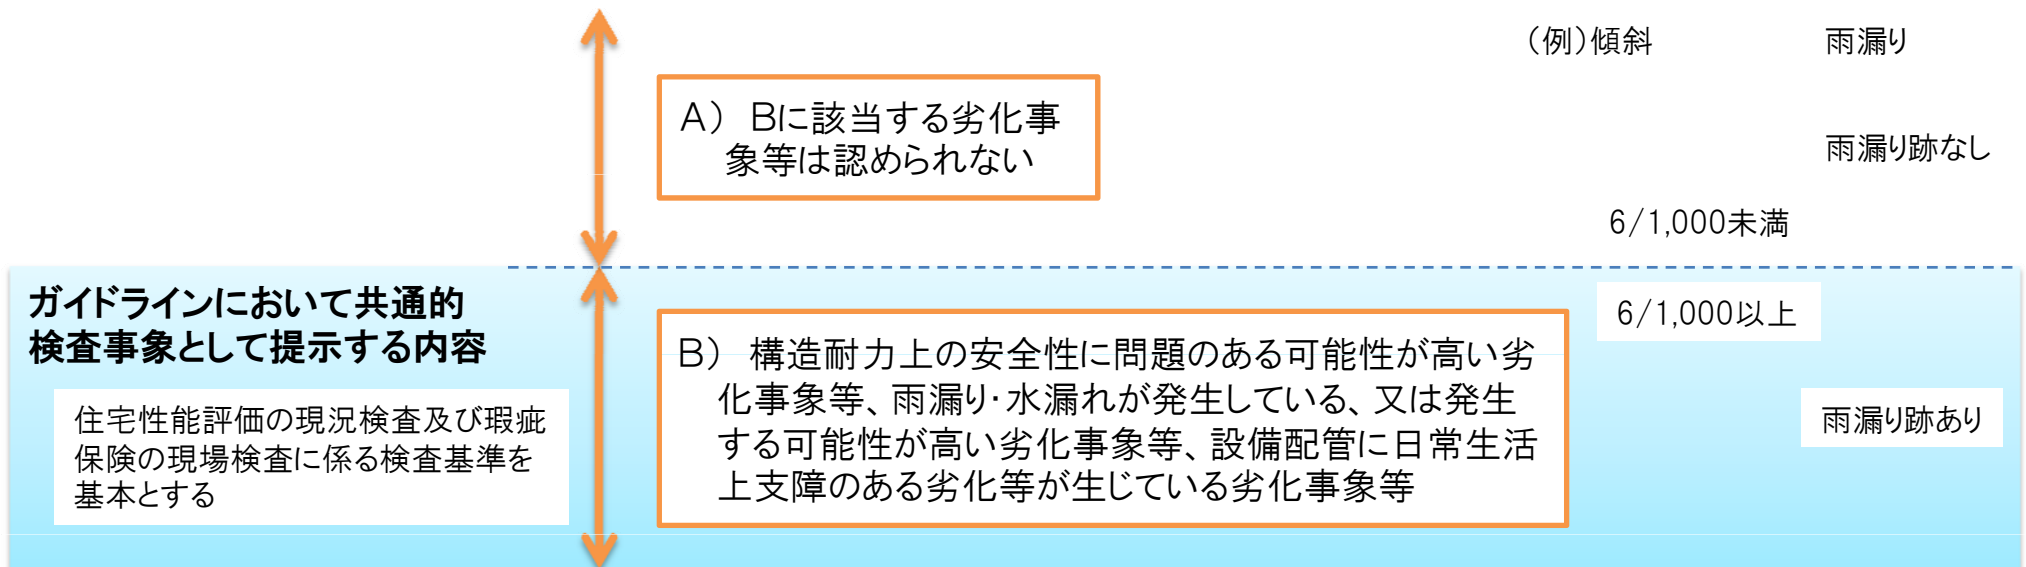 （例）傾斜
雨漏り
A） Bに該当する劣化事
象等は認められない
雨漏り跡なし
6/1,000未満
ガイドラインにおいて共通的
検査事象として提示する内容
6/1,000以上
B） 構造耐力上の安全性に問題のある可能性が高い劣
化事象等、雨漏り・水漏れが発生している、又は発生
する可能性が高い劣化事象等、設備配管に日常生活
上支障のある劣化等が生じている劣化事象等
住宅性能評価の現況検査及び瑕疵
保険の現場検査に係る検査基準を
基本とする
雨漏り跡あり